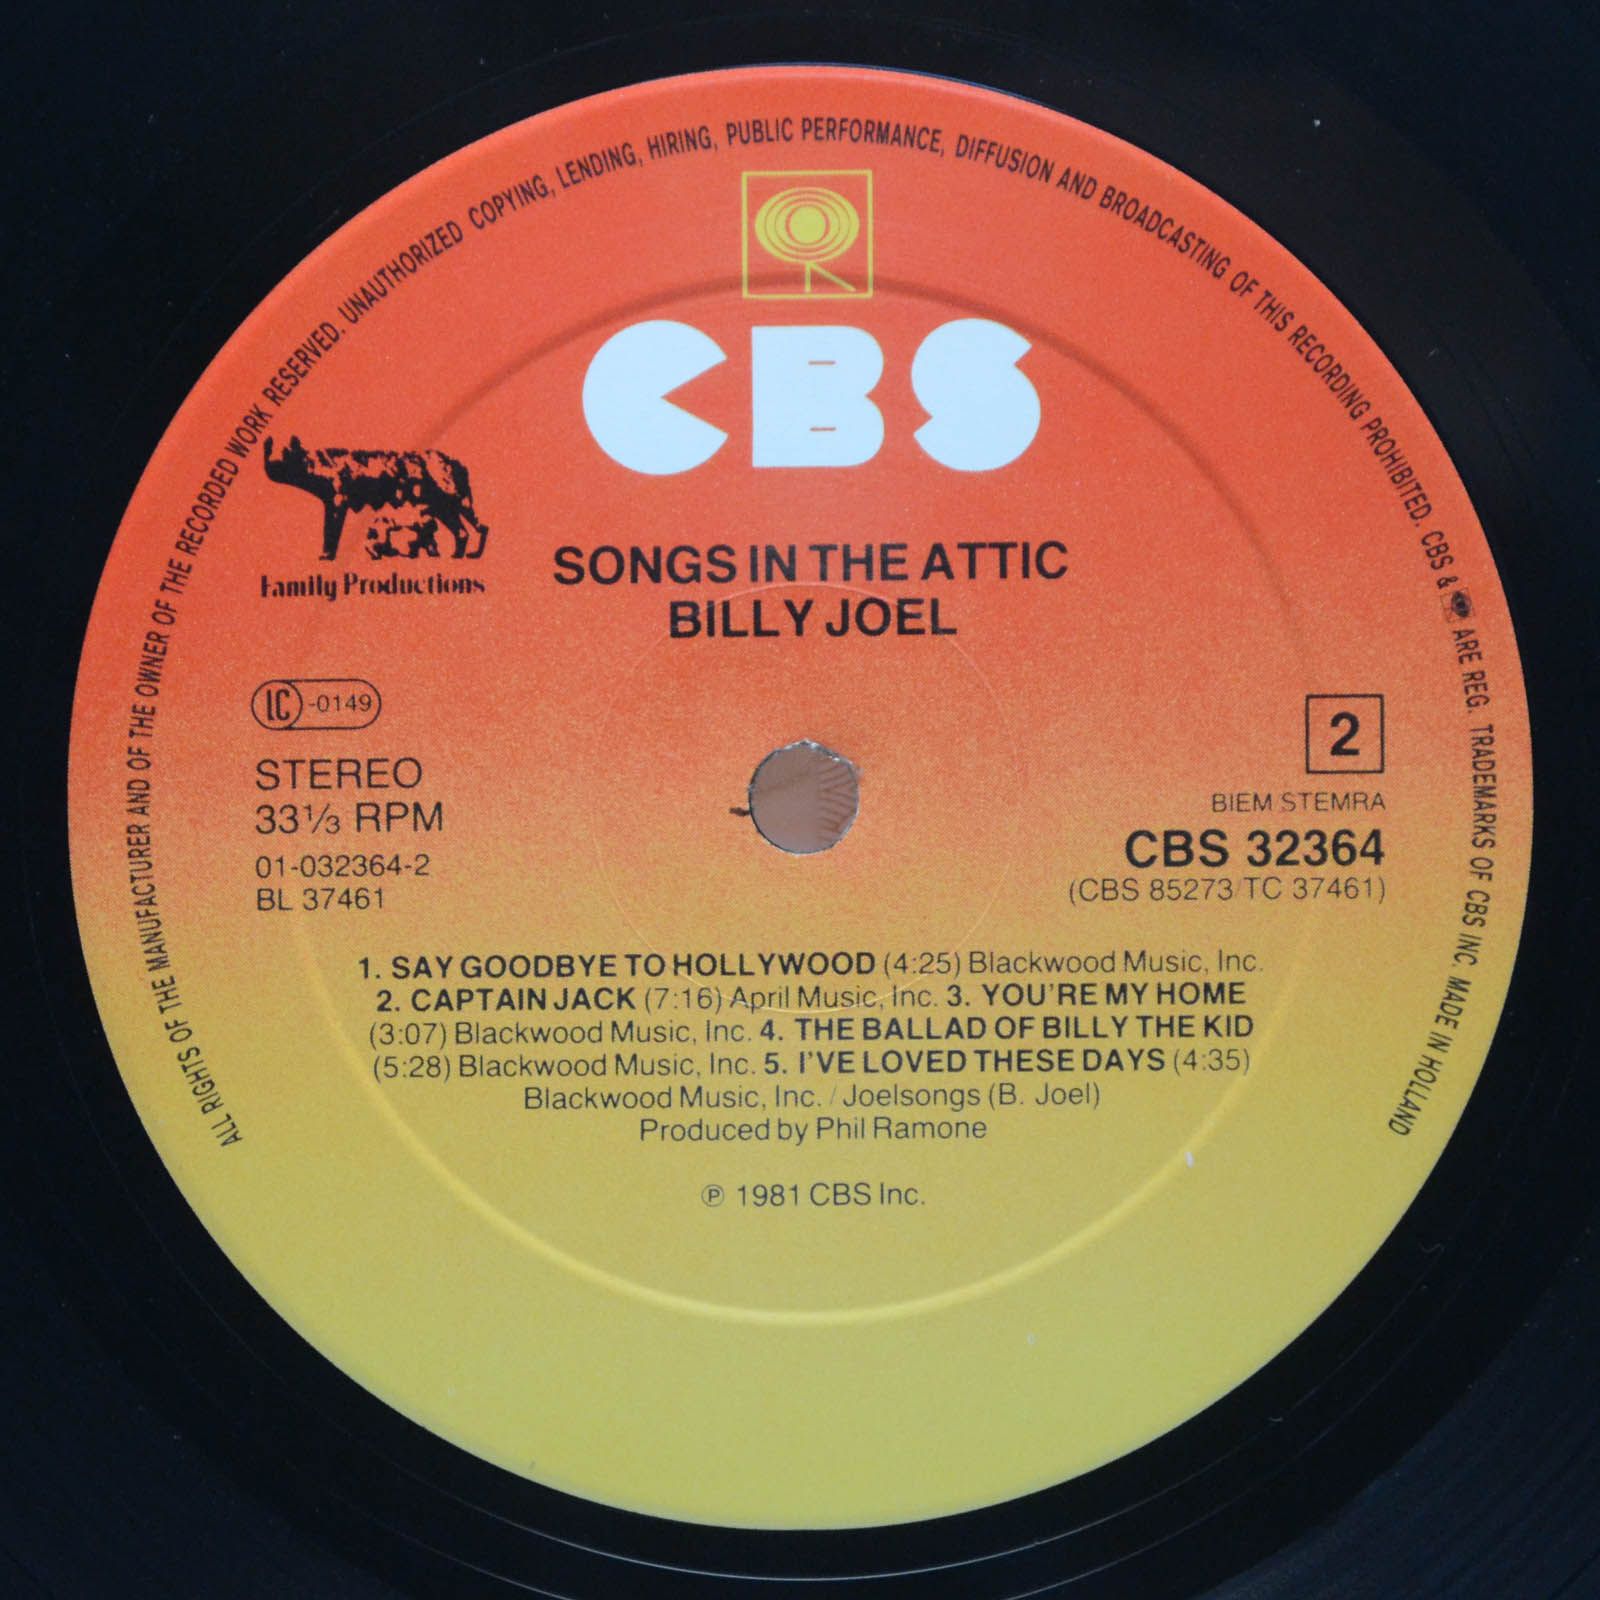 ALL RIGHTS OF THE MANUFACTURER AND OF THE OWNER OF THE RECORDED WORK RESERVED. UNAUTHORIZED COPYING, LENDING, HIRING, PUBLIC PERFORMANCE, DIFFUSION AND BROADCASTING OF THIS RECORDING PROHIBITED. CBS & ARE REG. TRADEMARKS OF CBS INC. MADE IN HOLLAND
CBS
Family Productions
SONGS IN THE ATTIC
BILLY JOEL
LC -0149
STEREO
33⅓ RPM
01-032364-2
BL 37461
2
BIEM STEMRA
CBS 32364
(CBS 85273/TC 37461)
1. SAY GOODBYE TO HOLLYWOOD (4:25) Blackwood Music, Inc.
2. CAPTAIN JACK (7:16) April Music, Inc. 3. YOU'RE MY HOME
(3:07) Blackwood Music, Inc. 4. THE BALLAD OF BILLY THE KID
(5:28) Blackwood Music, Inc. 5. I'VE LOVED THESE DAYS (4:35)
Blackwood Music, Inc. / Joelsongs (B. Joel)
Produced by Phil Ramone
℗ 1981 CBS Inc.